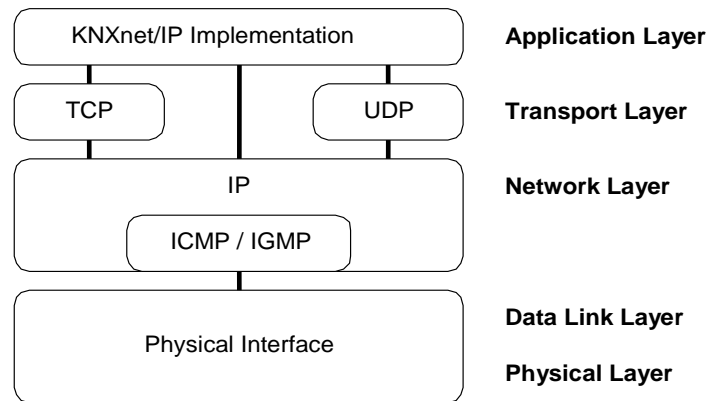 KNXnet/IP Implementation
Application Layer
TCP
UDP
Transport Layer
IP
Network Layer
ICMP / IGMP
Data Link Layer
Physical Interface
Physical Layer